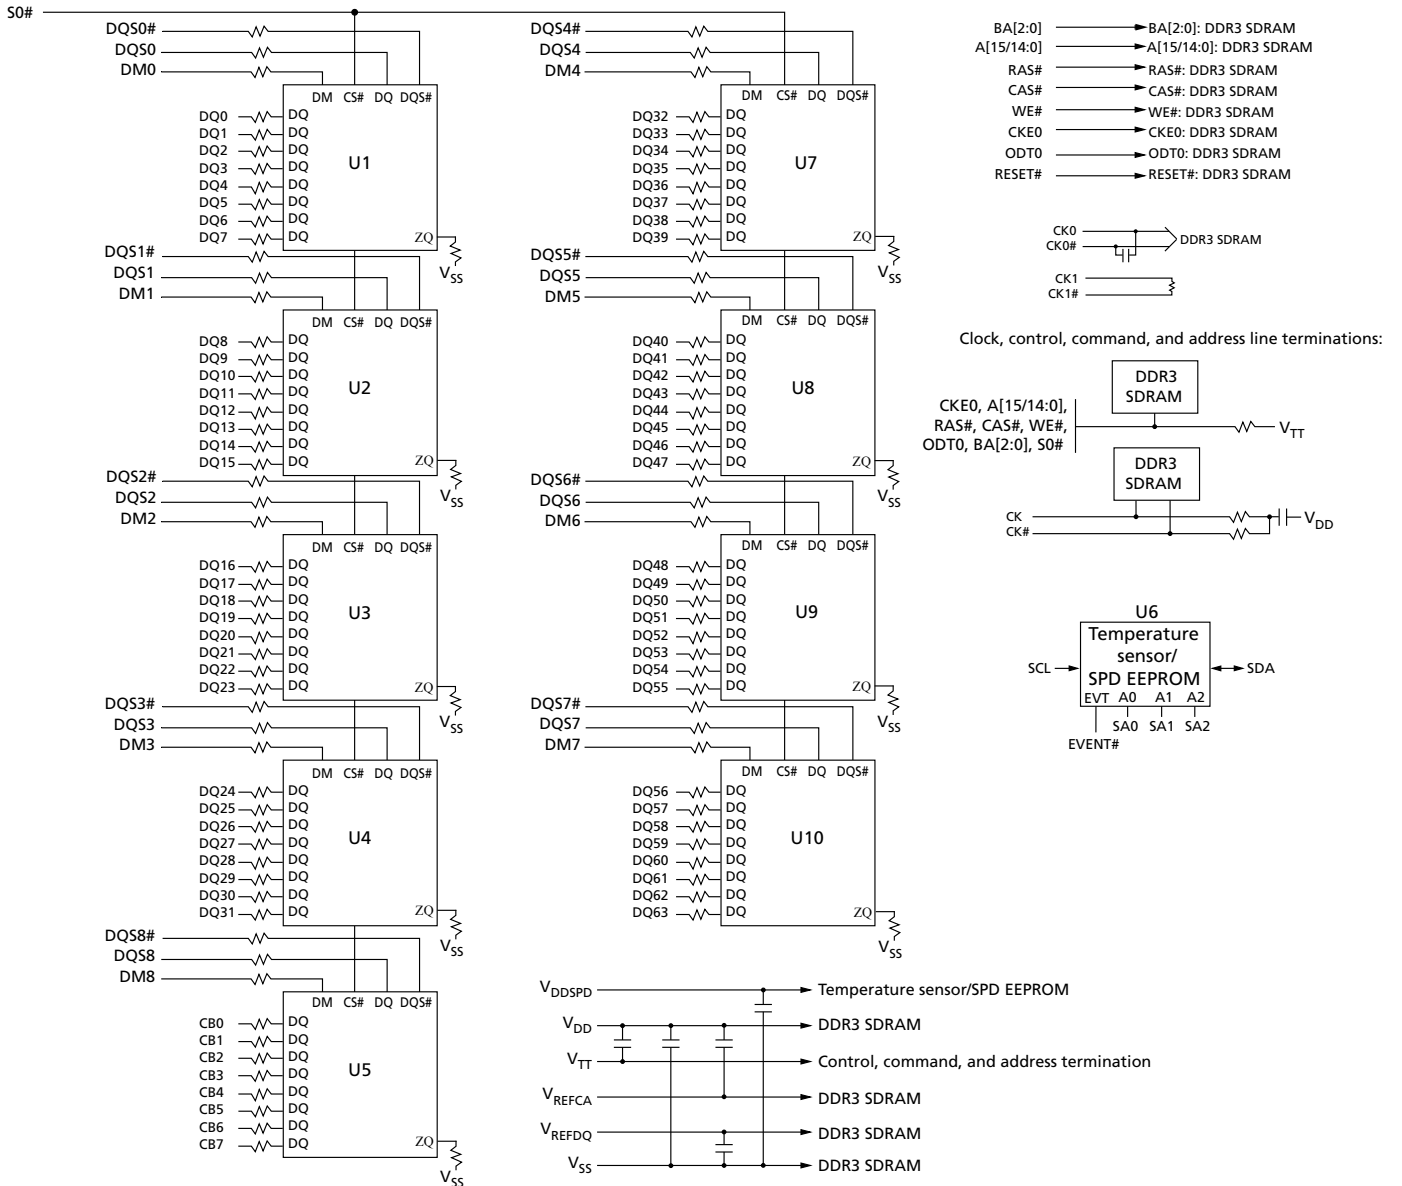 S0#
DQS0#
DQS0
DM0
DM CS# DQ DQS#
DQ0 DQ
DQ1 DQ
DQ2 DQ
DQ3 DQ
DQ4 DQ
DQ5 DQ
DQ6 DQ
DQ7 DQ
U1
ZQ
VSS
DQS1#
DQS1
DM1
DM CS# DQ DQS#
DQ8 DQ
DQ9 DQ
DQ10 DQ
DQ11 DQ
DQ12 DQ
DQ13 DQ
DQ14 DQ
DQ15 DQ
U2
ZQ
VSS
DQS2#
DQS2
DM2
DM CS# DQ DQS#
DQ16 DQ
DQ17 DQ
DQ18 DQ
DQ19 DQ
DQ20 DQ
DQ21 DQ
DQ22 DQ
DQ23 DQ
U3
ZQ
VSS
DQS3#
DQS3
DM3
DM CS# DQ DQS#
DQ24 DQ
DQ25 DQ
DQ26 DQ
DQ27 DQ
DQ28 DQ
DQ29 DQ
DQ30 DQ
DQ31 DQ
U4
ZQ
VSS
DQS8#
DQS8
DM8
DM CS# DQ DQS#
CB0 DQ
CB1 DQ
CB2 DQ
CB3 DQ
CB4 DQ
CB5 DQ
CB6 DQ
CB7 DQ
U5
ZQ
VSS
DQS4#
DQS4
DM4
DM CS# DQ DQS#
DQ32 DQ
DQ33 DQ
DQ34 DQ
DQ35 DQ
DQ36 DQ
DQ37 DQ
DQ38 DQ
DQ39 DQ
U7
ZQ
VSS
DQS5#
DQS5
DM5
DM CS# DQ DQS#
DQ40 DQ
DQ41 DQ
DQ42 DQ
DQ43 DQ
DQ44 DQ
DQ45 DQ
DQ46 DQ
DQ47 DQ
U8
ZQ
VSS
DQS6#
DQS6
DM6
DM CS# DQ DQS#
DQ48 DQ
DQ49 DQ
DQ50 DQ
DQ51 DQ
DQ52 DQ
DQ53 DQ
DQ54 DQ
DQ55 DQ
U9
ZQ
VSS
DQS7#
DQS7
DM7
DM CS# DQ DQS#
DQ56 DQ
DQ57 DQ
DQ58 DQ
DQ59 DQ
DQ60 DQ
DQ61 DQ
DQ62 DQ
DQ63 DQ
U10
ZQ
VSS
BA[2:0] BA[2:0]: DDR3 SDRAM
A[15/14:0] A[15/14:0]: DDR3 SDRAM
RAS# RAS#: DDR3 SDRAM
CAS# CAS#: DDR3 SDRAM
WE# WE#: DDR3 SDRAM
CKE0 CKE0: DDR3 SDRAM
ODT0 ODT0: DDR3 SDRAM
RESET# RESET#: DDR3 SDRAM
CK0
CK0#
DDR3 SDRAM
CK1
CK1#
Clock, control, command, and address line terminations:
DDR3
SDRAM
CKE0, A[15/14:0],
RAS#, CAS#, WE#,
ODT0, BA[2:0], S0#
VTT
DDR3
SDRAM
CK
CK#
VDD
U6
Temperature
sensor/
SPD EEPROM
SCL
SDA
EVT A0 A1 A2
SA0 SA1 SA2
EVENT#
VDDSPD Temperature sensor/SPD EEPROM
VDD DDR3 SDRAM
VTT Control, command, and address termination
VREFCA DDR3 SDRAM
VREFDQ DDR3 SDRAM
VSS DDR3 SDRAM